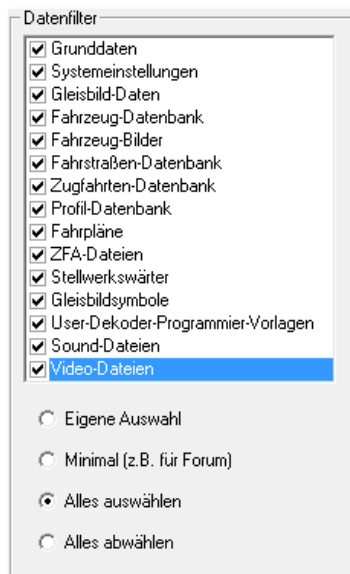 Datenfilter
Grunddaten
Systemeinstellungen
Gleisbild-Daten
Fahrzeug-Datenbank
Fahrzeug-Bilder
Fahrstraßen-Datenbank
Zugfahrten-Datenbank
Profil-Datenbank
Fahrpläne
ZFA-Dateien
Stellwerkswärter
Gleisbildsymbole
User-Dekoder-Programmier-Vorlagen
Sound-Dateien
Video-Dateien
Eigene Auswahl
Minimal (z.B. für Forum)
Alles auswählen
Alles abwählen